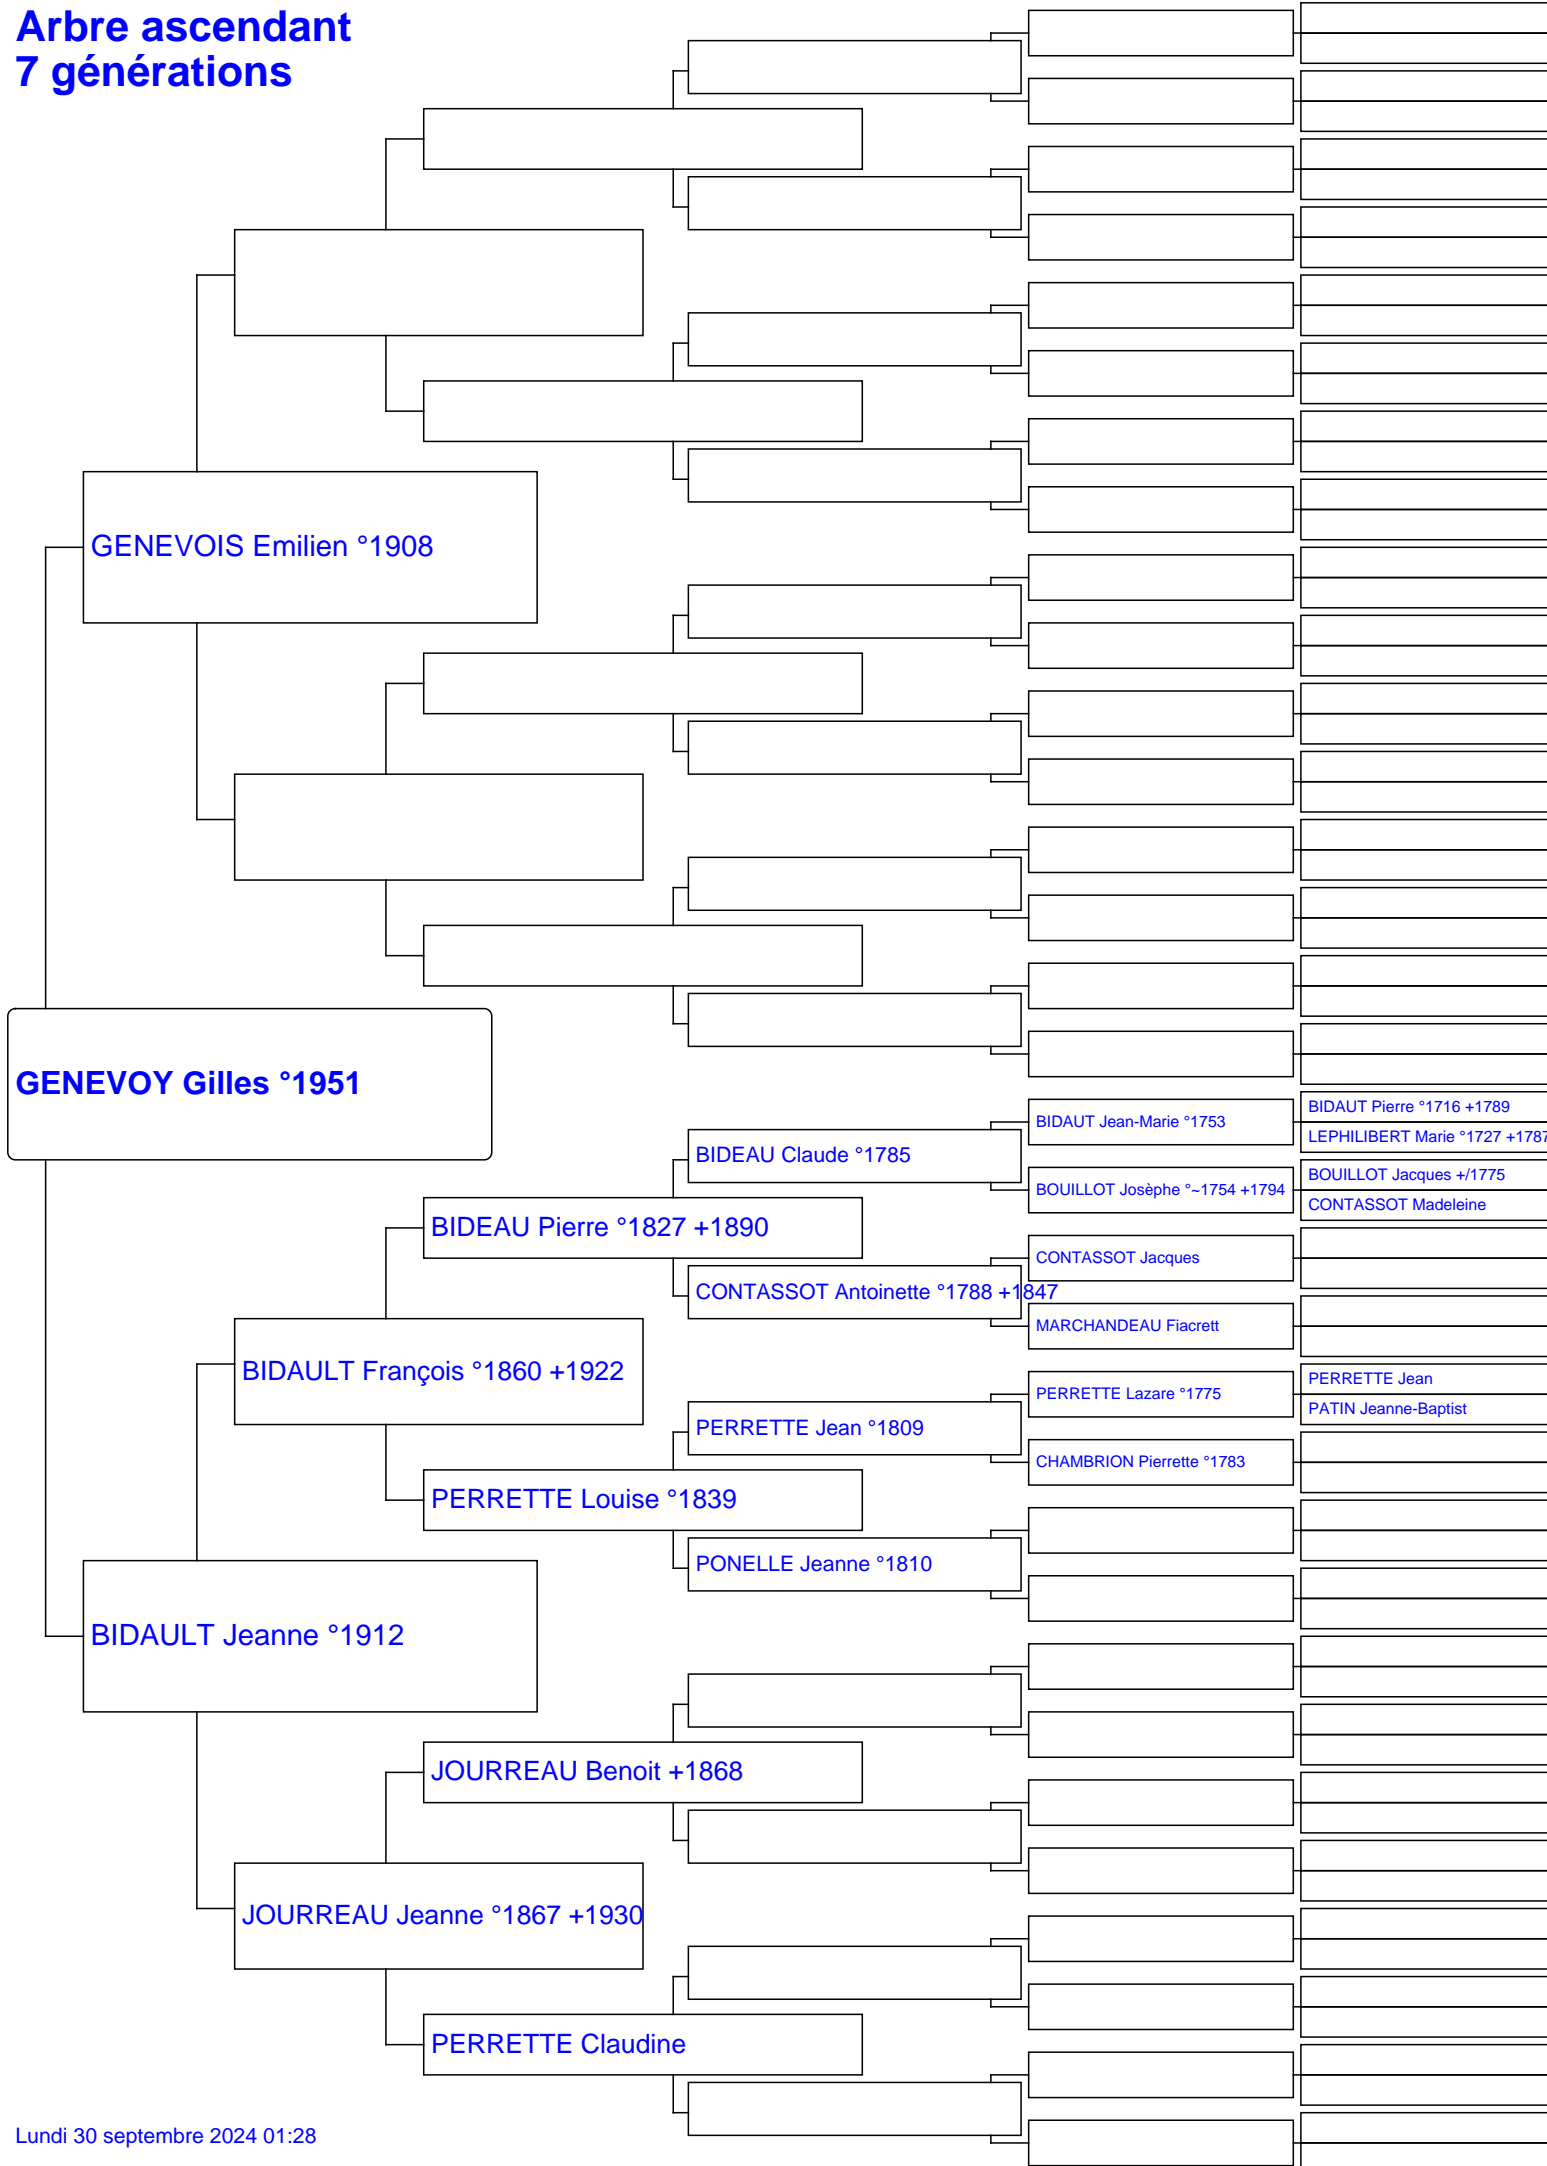 Arbre ascendant
7 générations
GENEVOIS Emilien °1908
GENEVOY Gilles °1951
BIDAUT Jean-Marie °1753
BIDAUT Pierre °1716 +1789
LEPHILIBERT Marie °1727 +1787
BIDEAU Claude °1785
BOUILLOT Josèphe °~1754 +1794
BOUILLOT Jacques +/1775
CONTASSOT Madeleine
BIDEAU Pierre °1827 +1890
CONTASSOT Jacques
CONTASSOT Antoinette °1788 +1847
MARCHANDEAU Fiacrett
BIDAULT François °1860 +1922
PERRETTE Lazare °1775
PERRETTE Jean
PATIN Jeanne-Baptist
PERRETTE Jean °1809
CHAMBRION Pierrette °1783
PERRETTE Louise °1839
PONELLE Jeanne °1810
BIDAULT Jeanne °1912
JOURREAU Benoit +1868
JOURREAU Jeanne °1867 +1930
PERRETTE Claudine
Lundi 30 septembre 2024 01:28